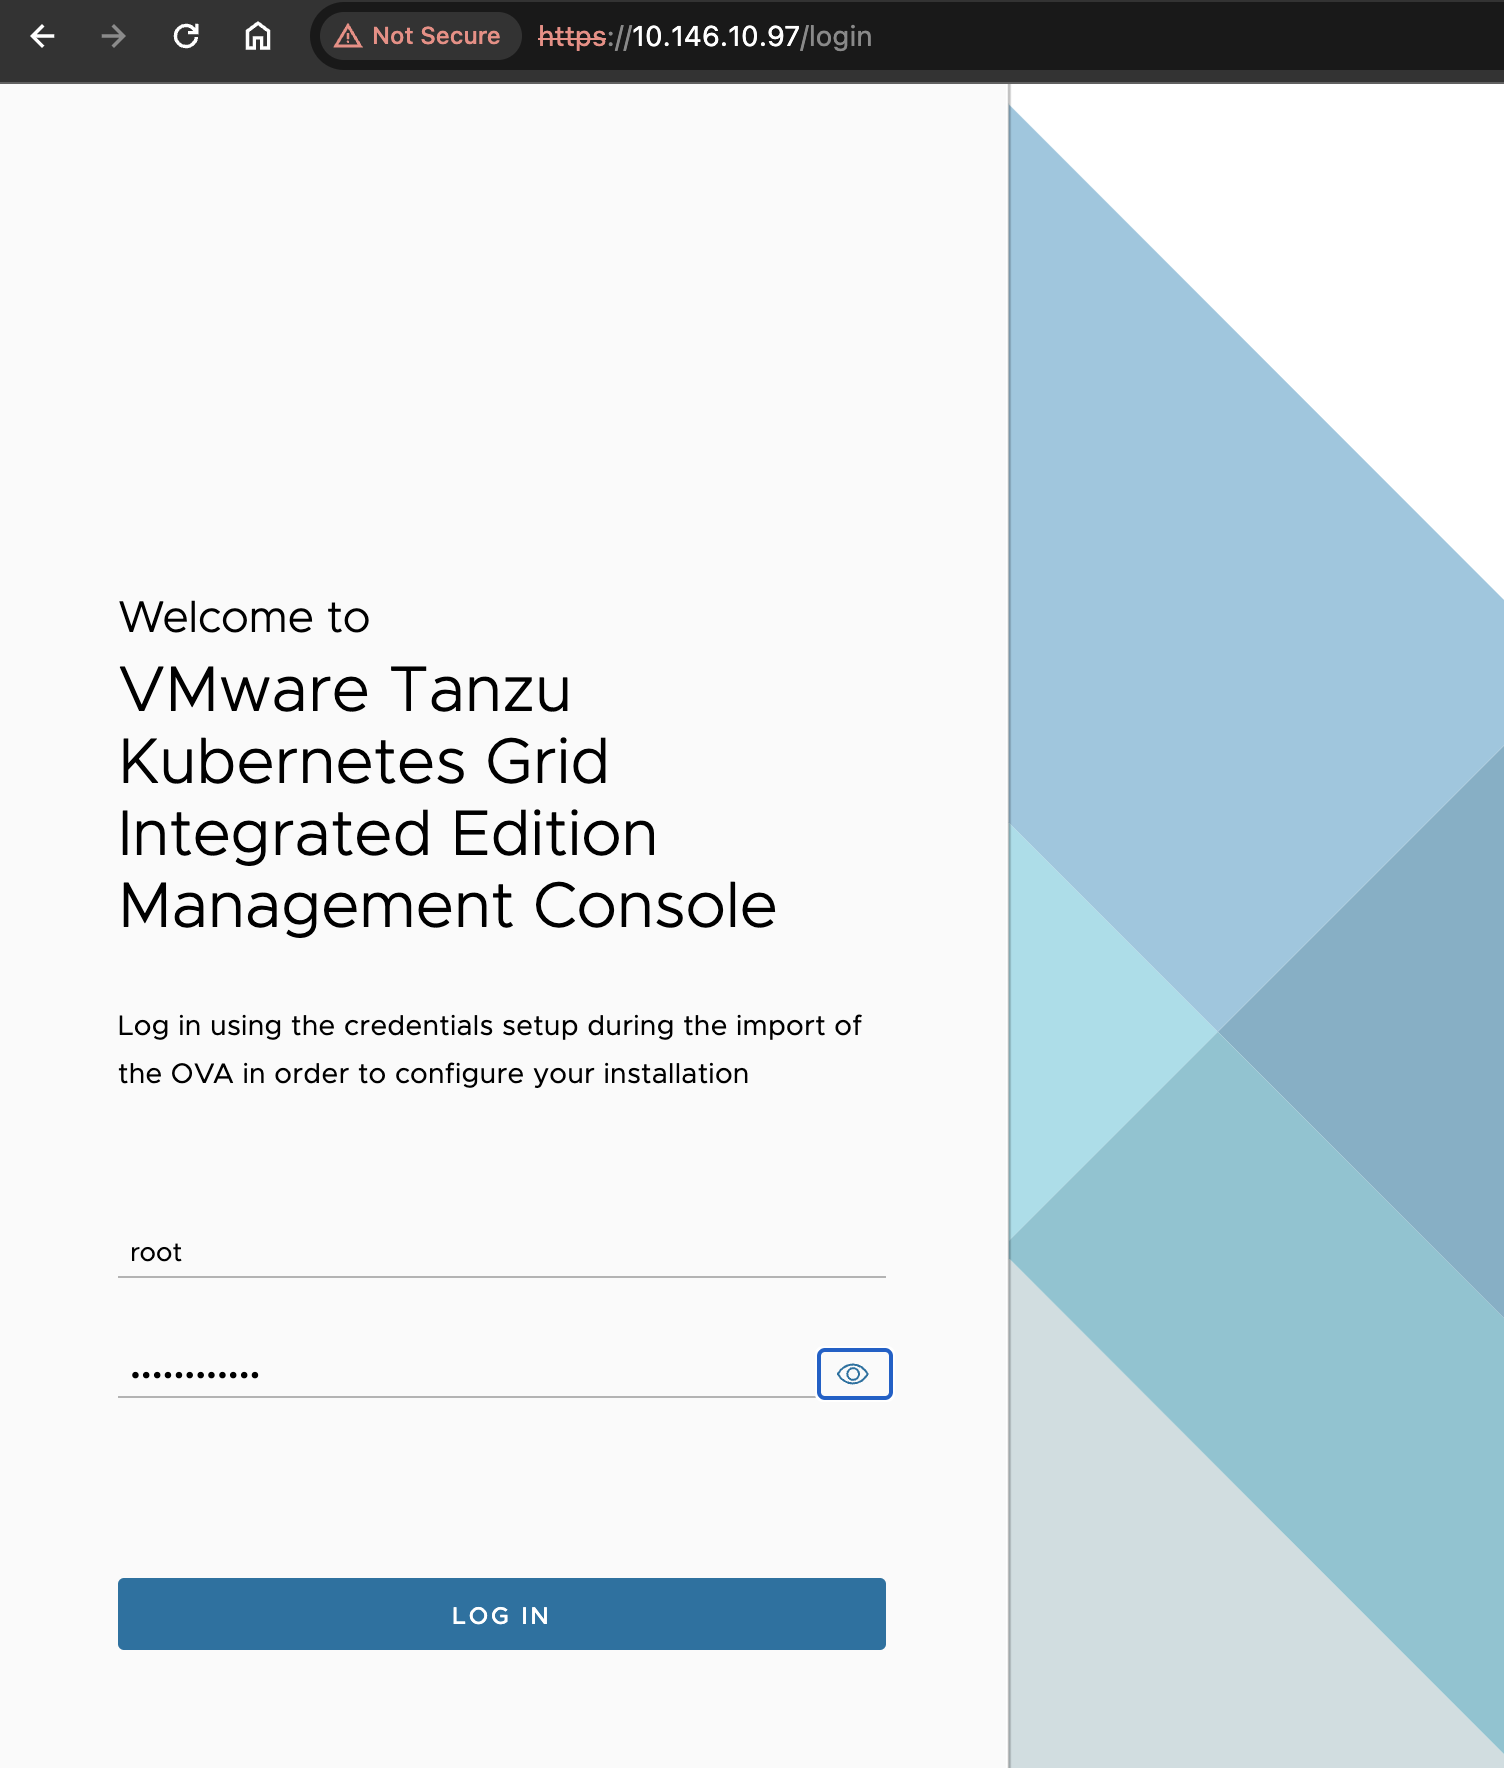 Not Secure https://10.146.10.97/login
Welcome to
VMware Tanzu
Kubernetes Grid
Integrated Edition
Management Console
Log in using the credentials setup during the import of
the OVA in order to configure your installation
root
••••••••••••
LOG IN